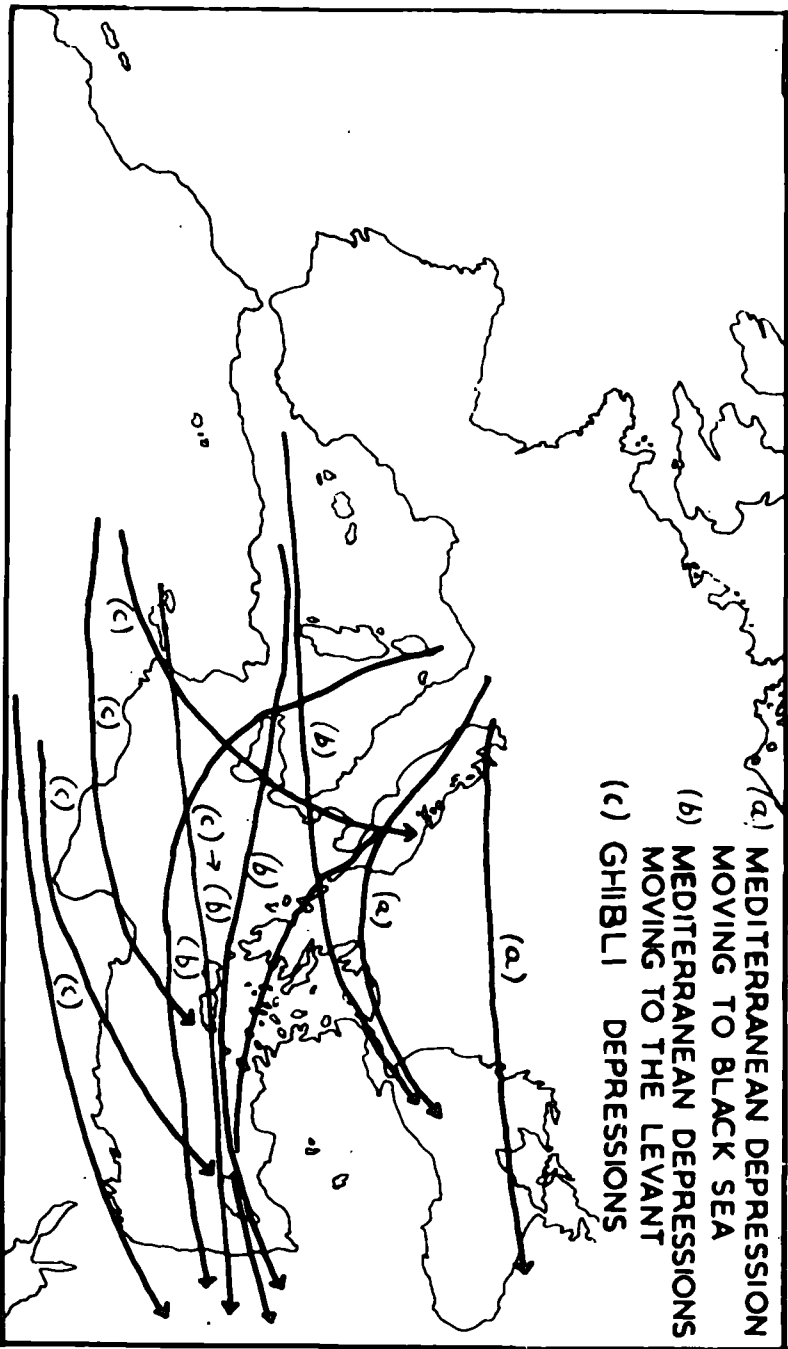 (a) MEDITERRANEAN DEPRESSION
MOVING TO BLACK SEA
(b) MEDITERRANEAN DEPRESSIONS
MOVING TO THE LEVANT
(c) GHIBLI DEPRESSIONS
(a)
(a)
(b)
(b)
(c) → (b)
(b)
(c)
(c)
(c)
(c)